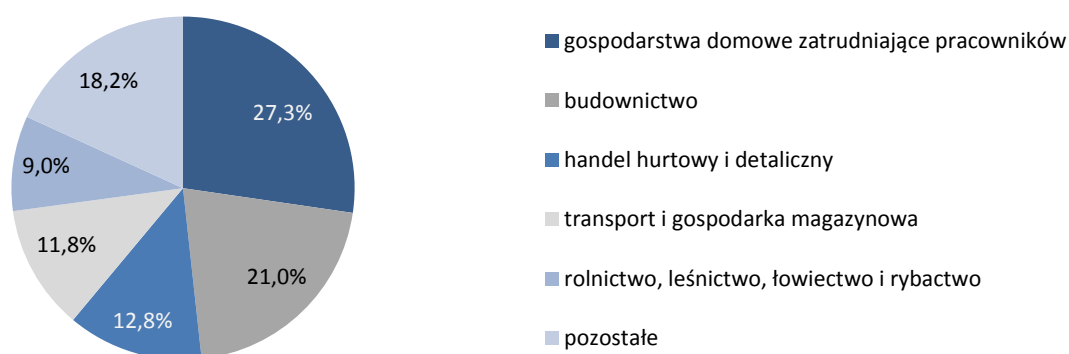 18,2%
27,3%
9,0%
11,8%
21,0%
12,8%
gospodarstwa domowe zatrudniające pracowników
budownictwo
handel hurtowy i detaliczny
transport i gospodarka magazynowa
rolnictwo, leśnictwo, łowiectwo i rybactwo
pozostałe